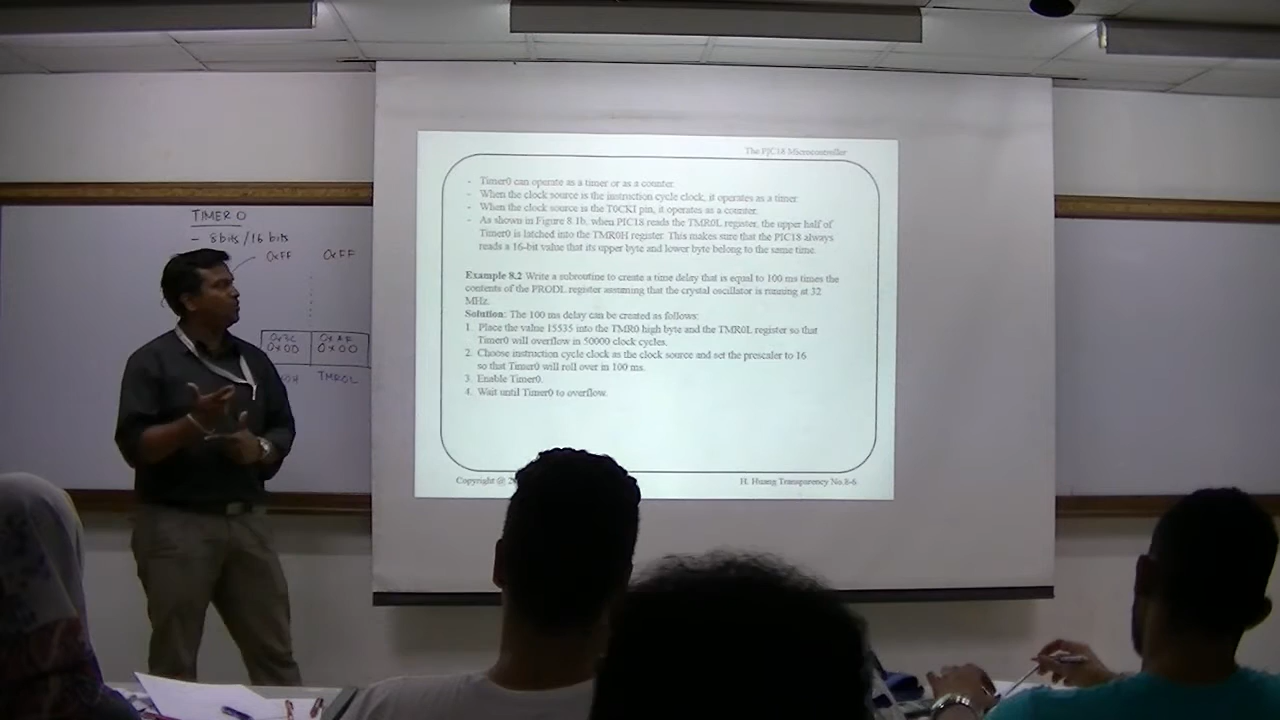 TIMER 0
- 8bits/16 bits
0xFF 0xFF
0x3C 0xAF
0x00 0x00
TMR0L
The PIC18 Microcontroller
- Timer0 can operate as a timer or as a counter.
- When the clock source is the instruction cycle clock, it operates as a timer.
- When the clock source is the T0CKI pin, it operates as a counter.
- As shown in Figure 8.1b, when PIC18 reads the TMR0L register, the upper half of
Timer0 is latched into the TMR0H register. This makes sure that the PIC18 always
reads a 16-bit value that its upper byte and lower byte belong to the same time.
Example 8.2 Write a subroutine to create a time delay that is equal to 100 ms times the
contents of the PRODL register assuming that the crystal oscillator is running at 32
MHz.
Solution: The 100 ms delay can be created as follows:
1. Place the value 15535 into the TMR0 high byte and the TMR0L register so that
Timer0 will overflow in 50000 clock cycles.
2. Choose instruction cycle clock as the clock source and set the prescaler to 16
so that Timer0 will roll over in 100 ms.
3. Enable Timer0.
4. Wait until Timer0 to overflow.
Copyright @
H. Huang Transparency No.8-6